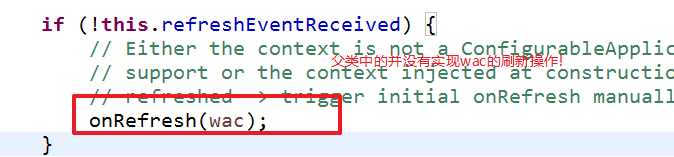 if (!this.refreshEventReceived) {
// Either the context is not a ConfigurableApplic
父类中的并没有实现wac的刷新操作!
// support or the context injected at constructio
// refreshed -> trigger initial onRefresh manuall
onRefresh(wac);
}